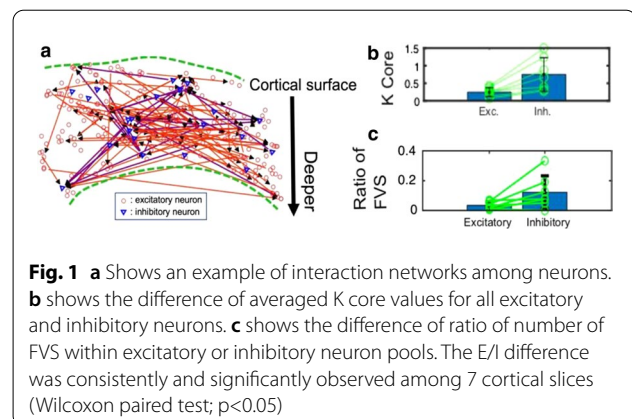 a
Cortical surface
Deeper
: excitatory neuron
: inhibitory neuron
b
K Core
1.5
1
0.5
0
Exc. Inh.
c
Ratio of
FVS
0.4
0.2
0
Excitatory Inhibitory
Fig. 1 a Shows an example of interaction networks among neurons.
b shows the difference of averaged K core values for all excitatory
and inhibitory neurons. c shows the difference of ratio of number of
FVS within excitatory or inhibitory neuron pools. The E/I difference
was consistently and significantly observed among 7 cortical slices
(Wilcoxon paired test; p<0.05)